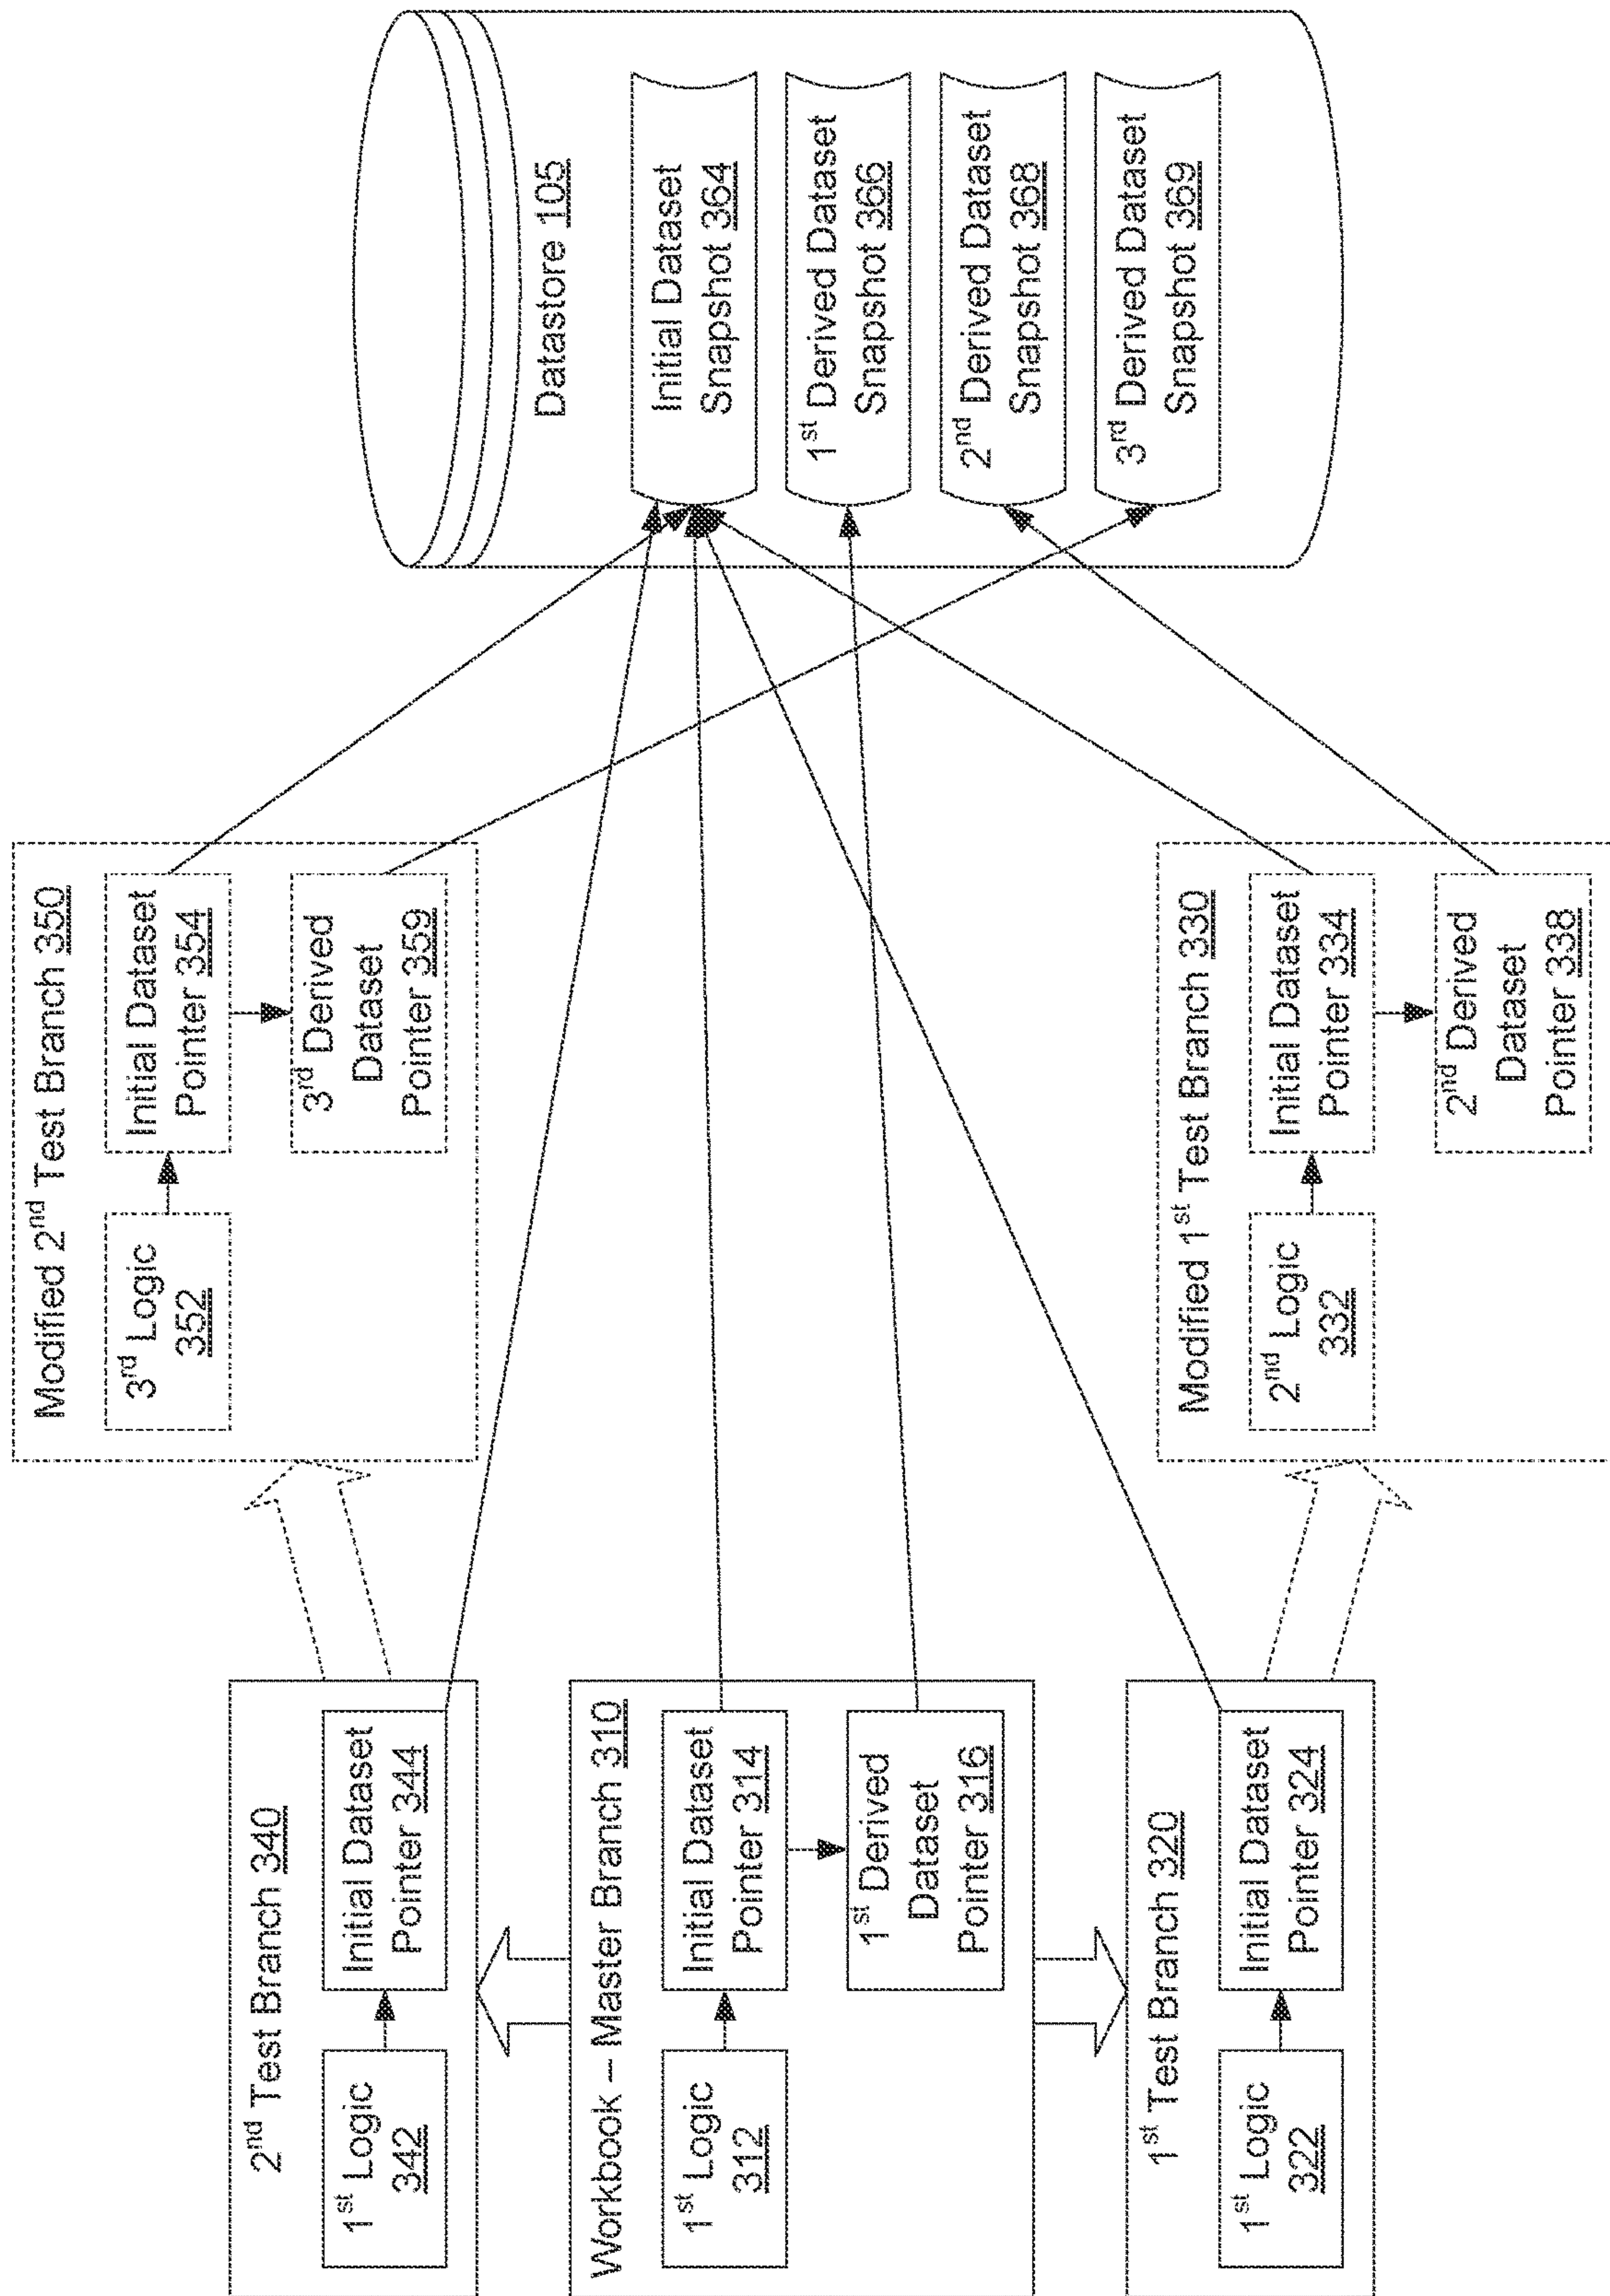 2nd Test Branch 340
1st Logic
342
Initial Dataset
Pointer 344
Workbook – Master Branch 310
1st Logic
312
Initial Dataset
Pointer 314
1st Derived
Dataset
Pointer 316
1st Test Branch 320
1st Logic
322
Initial Dataset
Pointer 324
Modified 2nd Test Branch 350
3rd Logic
352
Initial Dataset
Pointer 354
3rd Derived
Dataset
Pointer 359
Modified 1st Test Branch 330
2nd Logic
332
Initial Dataset
Pointer 334
2nd Derived
Dataset
Pointer 338
Datastore 105
Initial Dataset
Snapshot 364
1st Derived Dataset
Snapshot 366
2nd Derived Dataset
Snapshot 368
3rd Derived Dataset
Snapshot 369